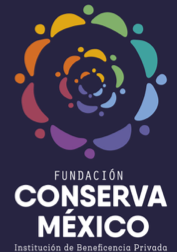 FUNDACIÓN
CONSERVA
MÉXICO
Institución de Beneficencia Privada